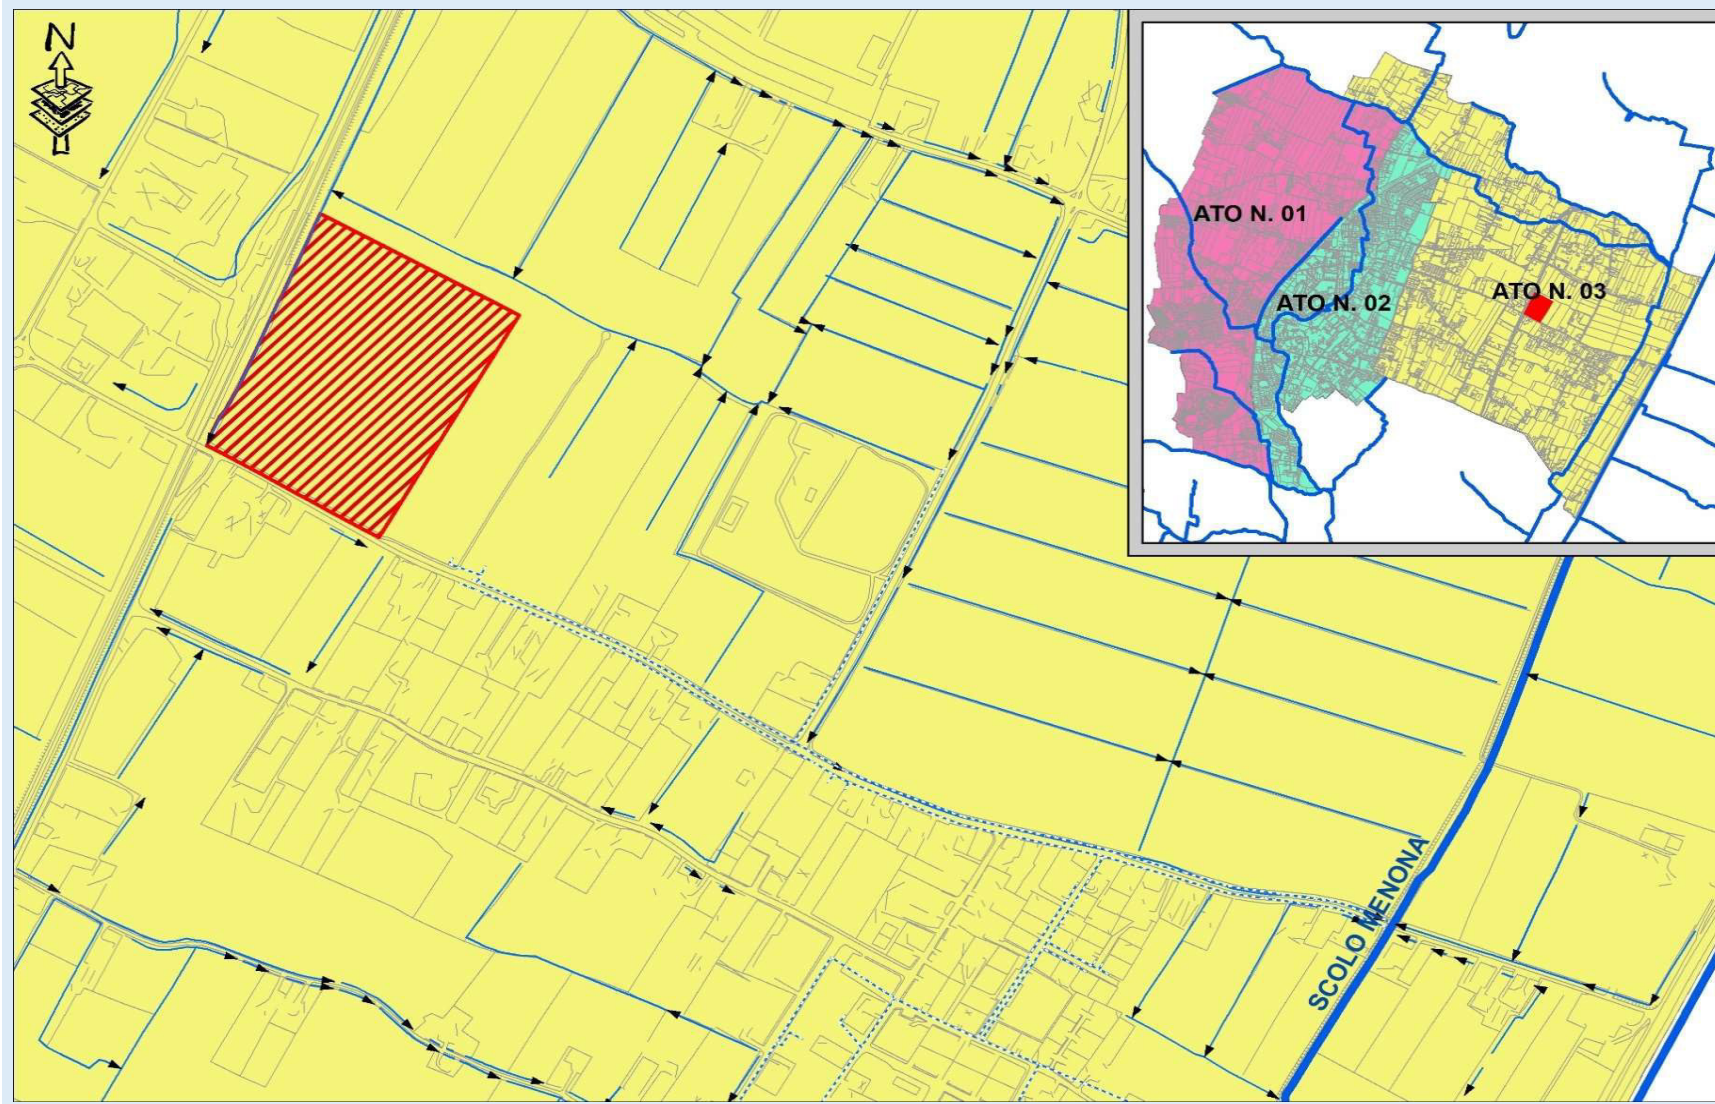 N
ATO N. 01
ATO N. 02
ATO N. 03
SCOLO MENONA